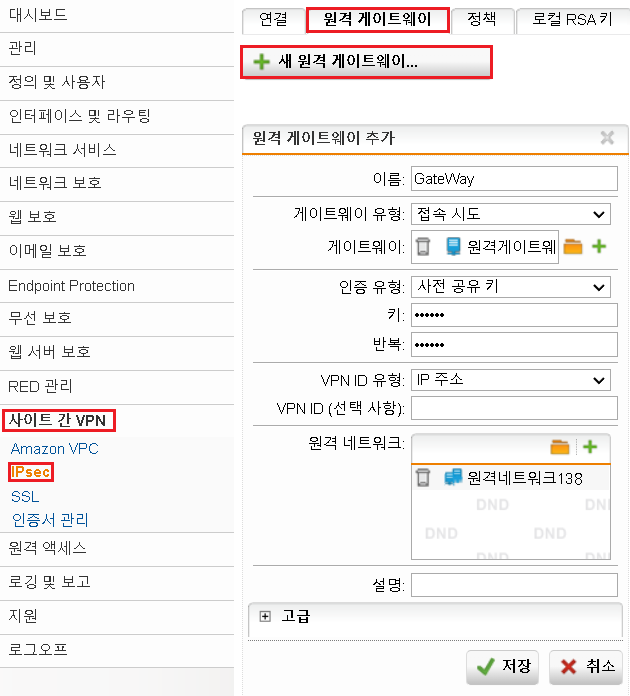 대시보드
관리
정의 및 사용자
인터페이스 및 라우팅
네트워크 서비스
네트워크 보호
웹 보호
이메일 보호
Endpoint Protection
무선 보호
웹 서버 보호
RED 관리
사이트 간 VPN
Amazon VPC
IPsec
SSL
인증서 관리
원격 액세스
로깅 및 보고
지원
로그오프
연결 원격 게이트웨이 정책 로컬 RSA 키
새 원격 게이트웨이...
원격 게이트웨이 추가
이름: GateWay
게이트웨이 유형: 접속 시도
게이트웨이: 원격게이트웨
인증 유형: 사전 공유 키
키: ••••••
반복: ••••••
VPN ID 유형: IP 주소
VPN ID (선택 사항):
원격 네트워크:
원격네트워크138
DND DND
DND DND
DND DND
설명:
고급
저장 취소